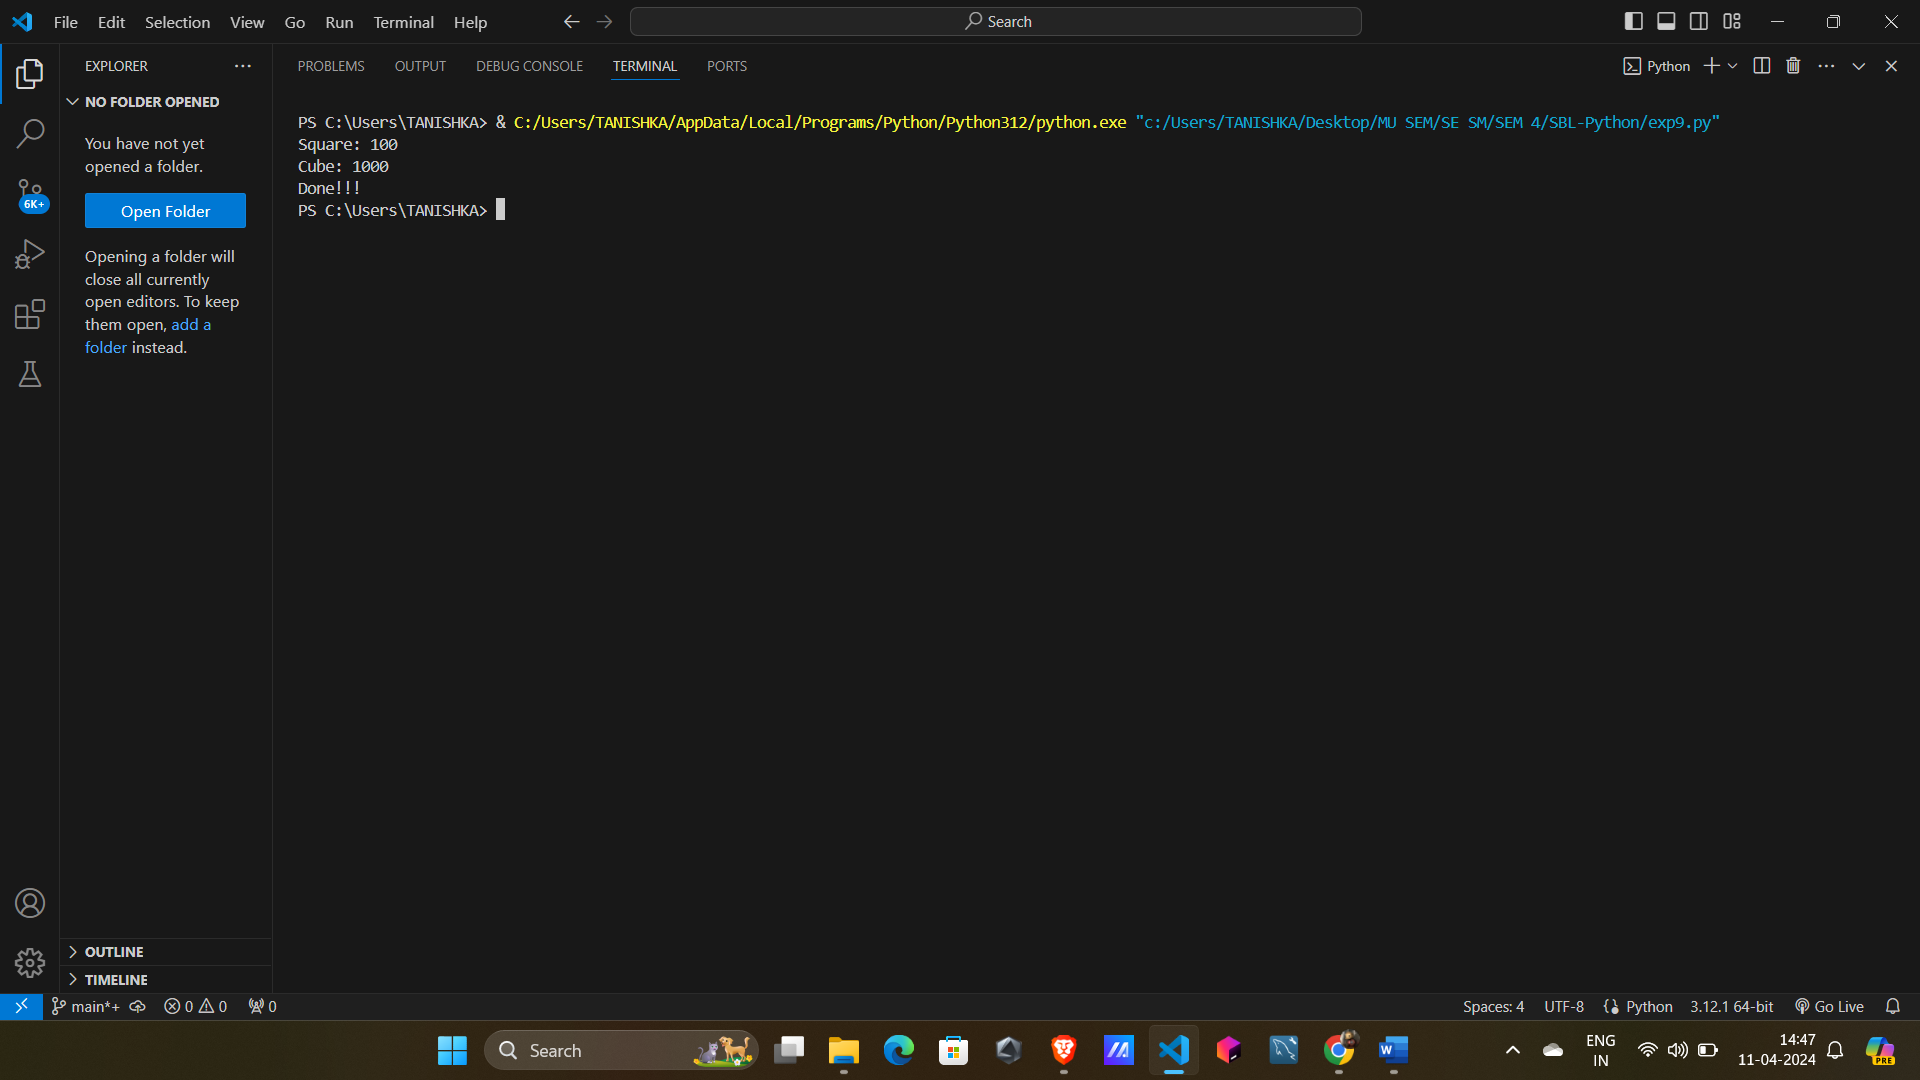 File Edit Selection View Go Run Terminal Help
Search
EXPLORER
PROBLEMS OUTPUT DEBUG CONSOLE TERMINAL PORTS
Python
NO FOLDER OPENED
You have not yet
opened a folder.
Open Folder
Opening a folder will
close all currently
open editors. To keep
them open, add a
folder instead.
6K+
PS C:\Users\TANISHKA> & C:/Users/TANISHKA/AppData/Local/Programs/Python/Python312/python.exe "c:/Users/TANISHKA/Desktop/MU SEM/SE SM/SEM 4/SBL-Python/exp9.py"
Square: 100
Cube: 1000
Done!!!
PS C:\Users\TANISHKA>
OUTLINE
TIMELINE
main*+ 0 0 0
Spaces: 4 UTF-8 Python 3.12.1 64-bit Go Live
Search
W
ENG
IN
14:47
11-04-2024
PRE